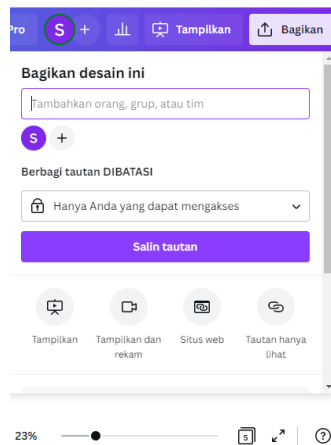 ro
S +
Tampilkan
Bagikan
Bagikan desain ini
Tambahkan orang, grup, atau tim
S +
Berbagi tautan DIBATASI
Hanya Anda yang dapat mengakses
Salin tautan
Tampilkan
Tampilkan dan
rekam
Situs web
Tautan hanya
lihat
23%
5
?